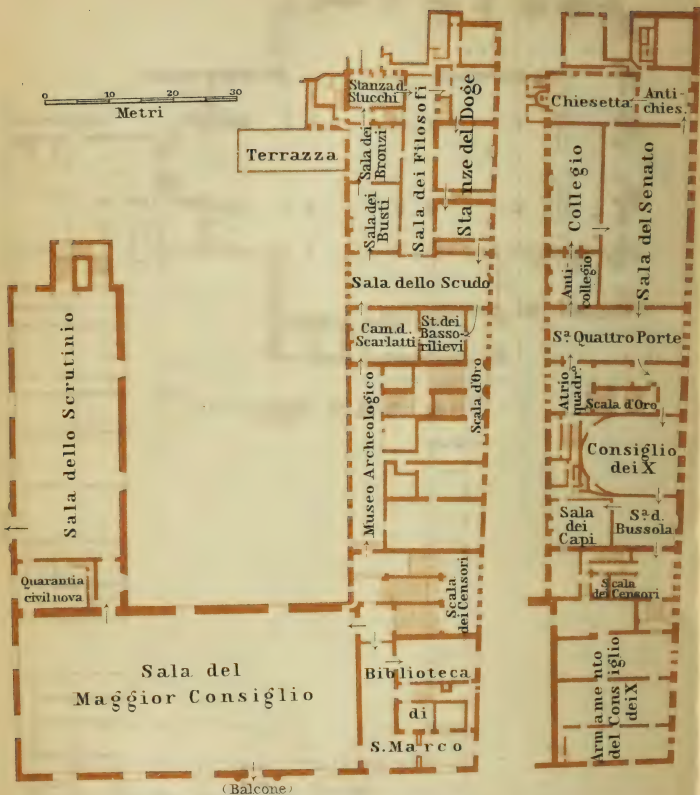 0 10 20 30
Metri
Terrazza
Stanza d.
Stucchi
Sala dei
Bronzi
Sala dei
Busti
Sala dei Filosofi
Stanze del Doge
Sala dello Scudo
Cam. d.
Scarlatti
St. dei
Basso-
rilievi
Museo Archeologico
Scala d'Oro
Scala
dei Censori
Biblioteca
di
S. Marco
Sala dello Scrutinio
Quarantia
civil nova
Sala del
Maggior Consiglio
(Balcone)
Chiesetta
Anti-
chies.
Collegio
Sala del Senato
Anti-
collegio
Sª. Quattro Porte
Atrio
quadrº.
Scala d'Oro
Consiglio
dei X
Sala
dei
Capi
Sª. d.
Bussola
Scala
dei Censori
Armamento
del Consiglio
dei X